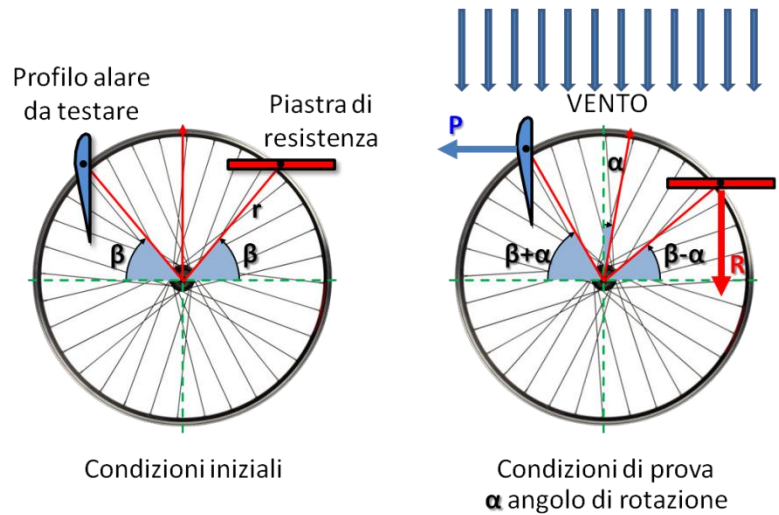 Profilo alare
da testare
Piastra di
resistenza
r
β
β
Condizioni iniziali
VENTO
P
α
β+α
β-α
R
Condizioni di prova
α angolo di rotazione